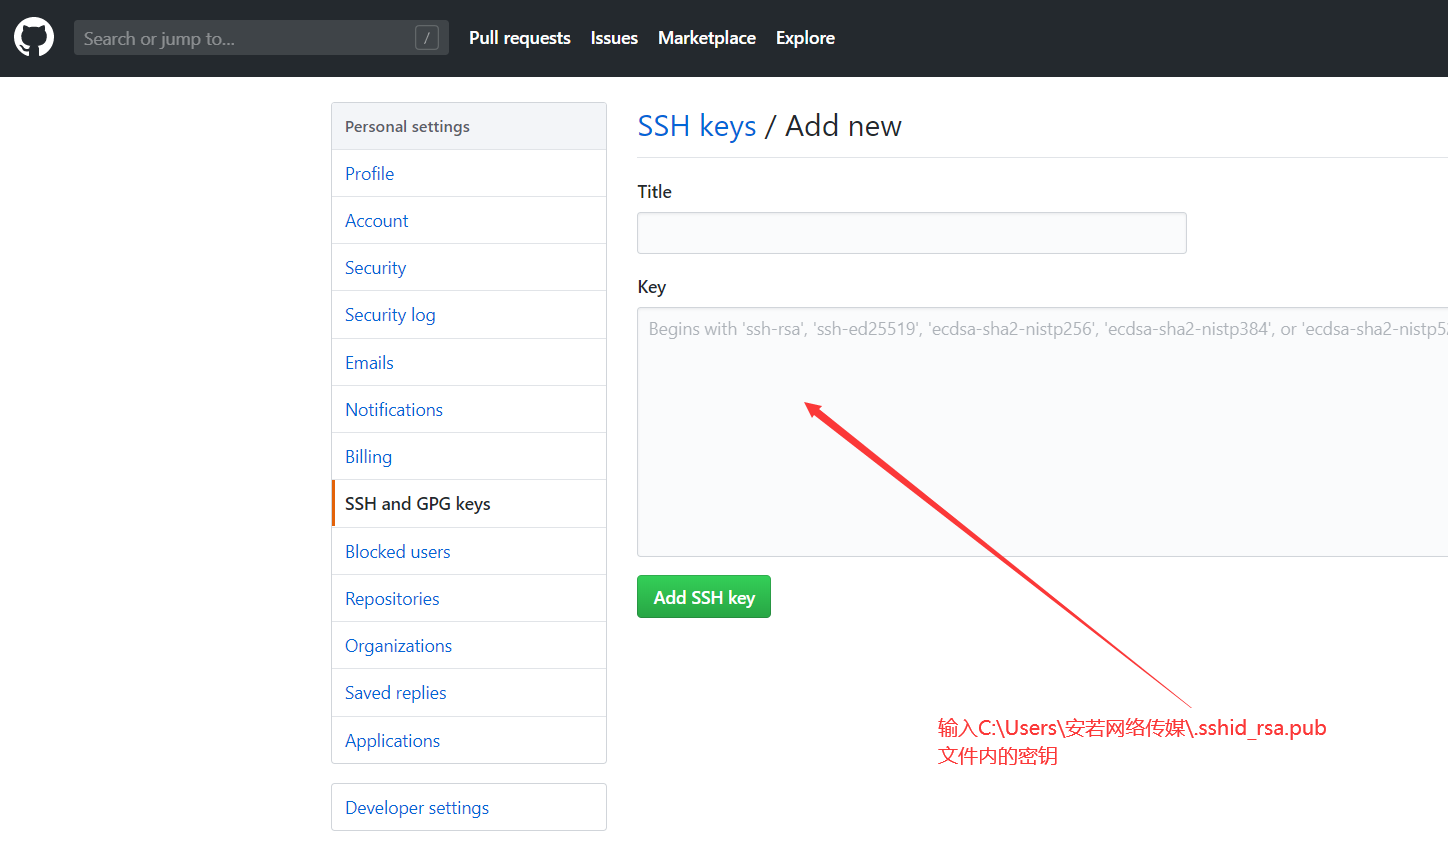 Search or jump to...
/
Pull requests
Issues
Marketplace
Explore
Personal settings
Profile
Account
Security
Security log
Emails
Notifications
Billing
SSH and GPG keys
Blocked users
Repositories
Organizations
Saved replies
Applications
Developer settings
SSH keys / Add new
Title
Key
Begins with 'ssh-rsa', 'ssh-ed25519', 'ecdsa-sha2-nistp256', 'ecdsa-sha2-nistp384', or 'ecdsa-sha2-nistp5
Add SSH key
输入C:\Users\安若网络传媒\.sshid_rsa.pub
文件内的密钥